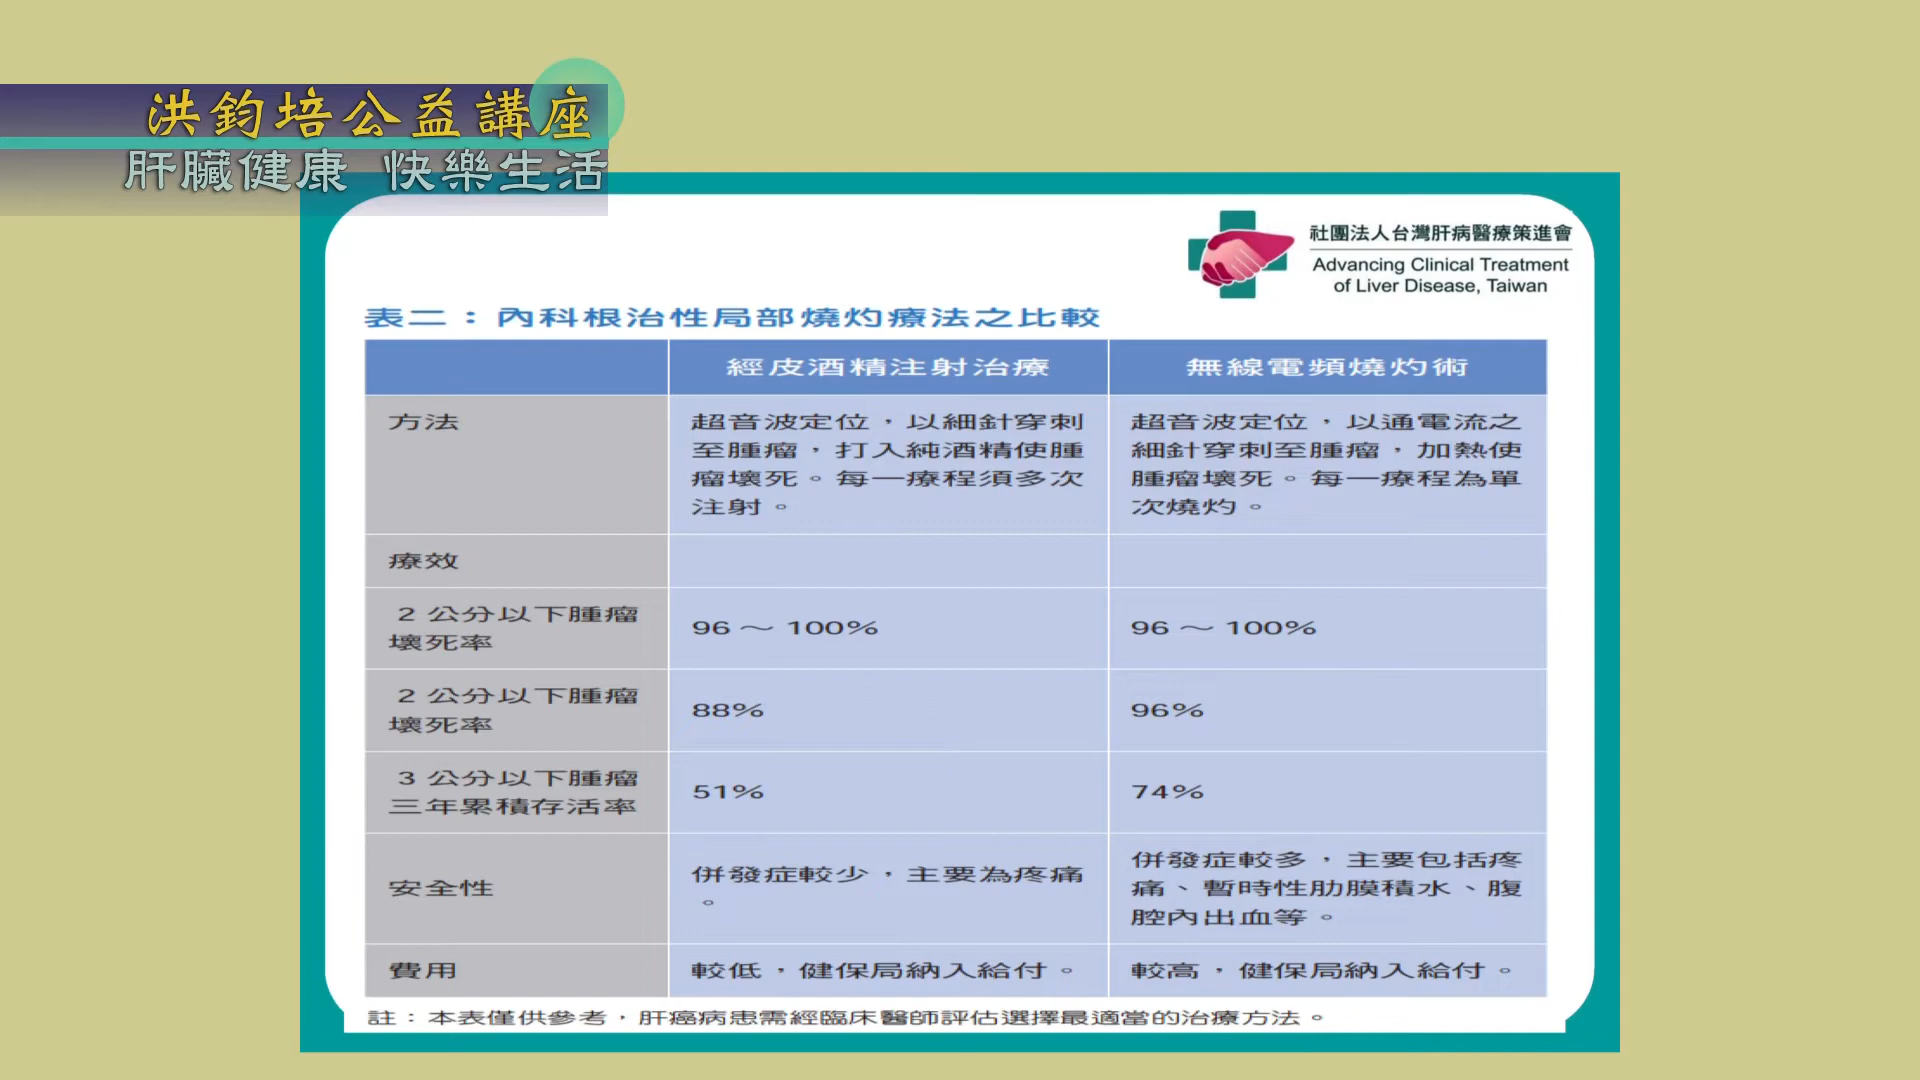 洪鈞培公益講座
肝臟健康 快樂生活
社團法人台灣肝病醫療策進會
Advancing Clinical Treatment
of Liver Disease, Taiwan
表二：內科根治性局部燒灼療法之比較
經皮酒精注射治療
無線電頻燒灼術
方法
超音波定位，以細針穿刺
至腫瘤，打入純酒精使腫
瘤壞死。每一療程須多次
注射。
超音波定位，以通電流之
細針穿刺至腫瘤，加熱使
腫瘤壞死。每一療程為單
次燒灼。
療效
2 公分以下腫瘤
壞死率
96 ～ 100%
96 ～ 100%
2 公分以下腫瘤
壞死率
88%
96%
3 公分以下腫瘤
三年累積存活率
51%
74%
安全性
併發症較少，主要為疼痛
。
併發症較多，主要包括疼
痛、暫時性肋膜積水、腹
腔內出血等。
費用
較低，健保局納入給付。
較高，健保局納入給付。
註：本表僅供參考，肝癌病患需經臨床醫師評估選擇最適當的治療方法。